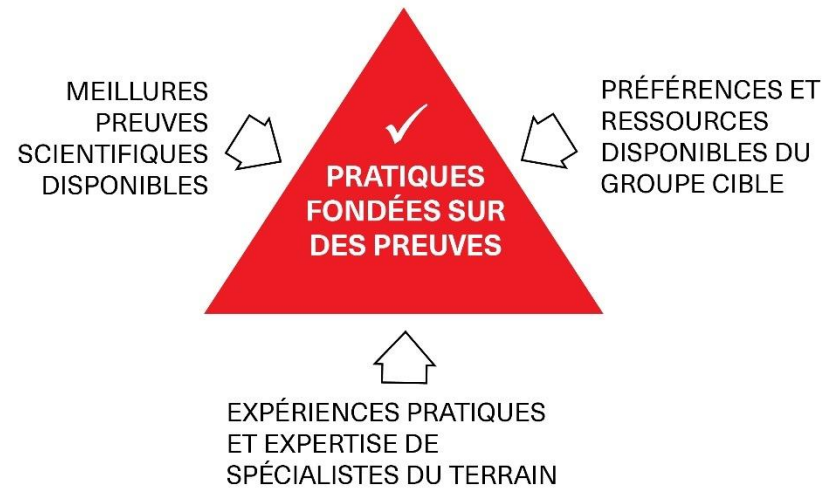 MEILLURES
PREUVES
SCIENTIFIQUES
DISPONIBLES
PRÉFÉRENCES ET
RESSOURCES
DISPONIBLES DU
GROUPE CIBLE
PRATIQUES
FONDÉES SUR
DES PREUVES
EXPÉRIENCES PRATIQUES
ET EXPERTISE DE
SPÉCIALISTES DU TERRAIN